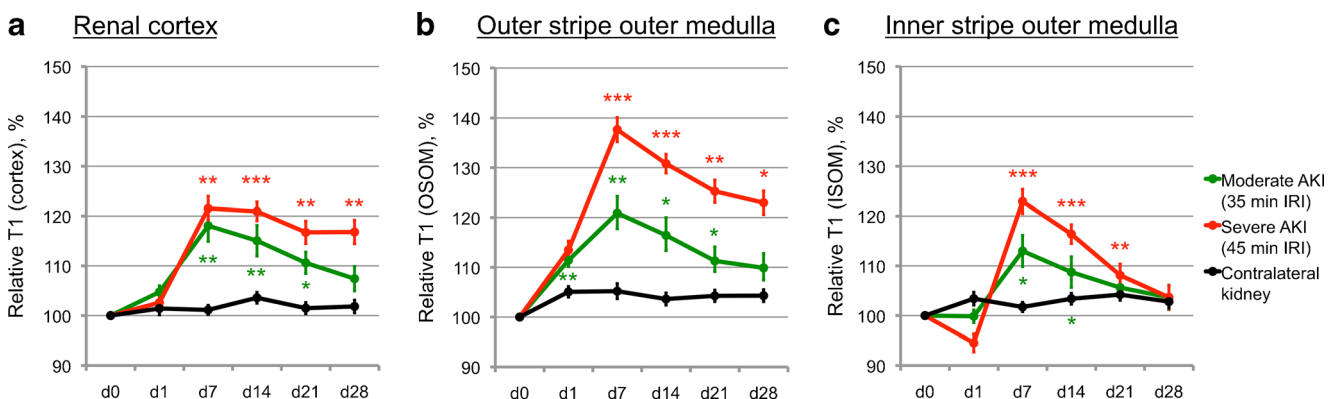 a Renal cortex
Relative T1 (cortex), %
150
140
130
120
110
100
90
** *** ** **
** ** *
d0 d1 d7 d14 d21 d28
b Outer stripe outer medulla
Relative T1 (OSOM), %
150
140
130
120
110
100
90
*** *** ** *
** ** * *
d0 d1 d7 d14 d21 d28
c Inner stripe outer medulla
Relative T1 (ISOM), %
150
140
130
120
110
100
90
*** *** **
* *
d0 d1 d7 d14 d21 d28
Moderate AKI
(35 min IRI)
Severe AKI
(45 min IRI)
Contralateral
kidney